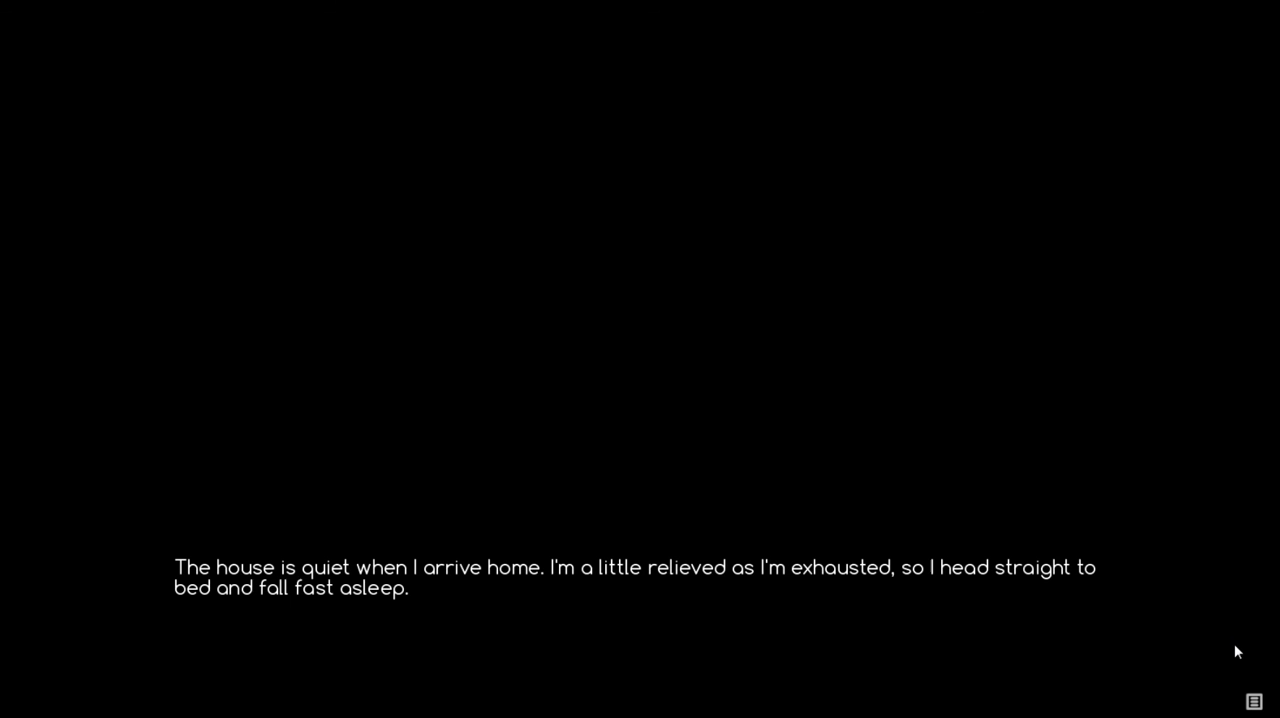 The house is quiet when I arrive home. I'm a little relieved as I'm exhausted, so I head straight to
bed and fall fast asleep.